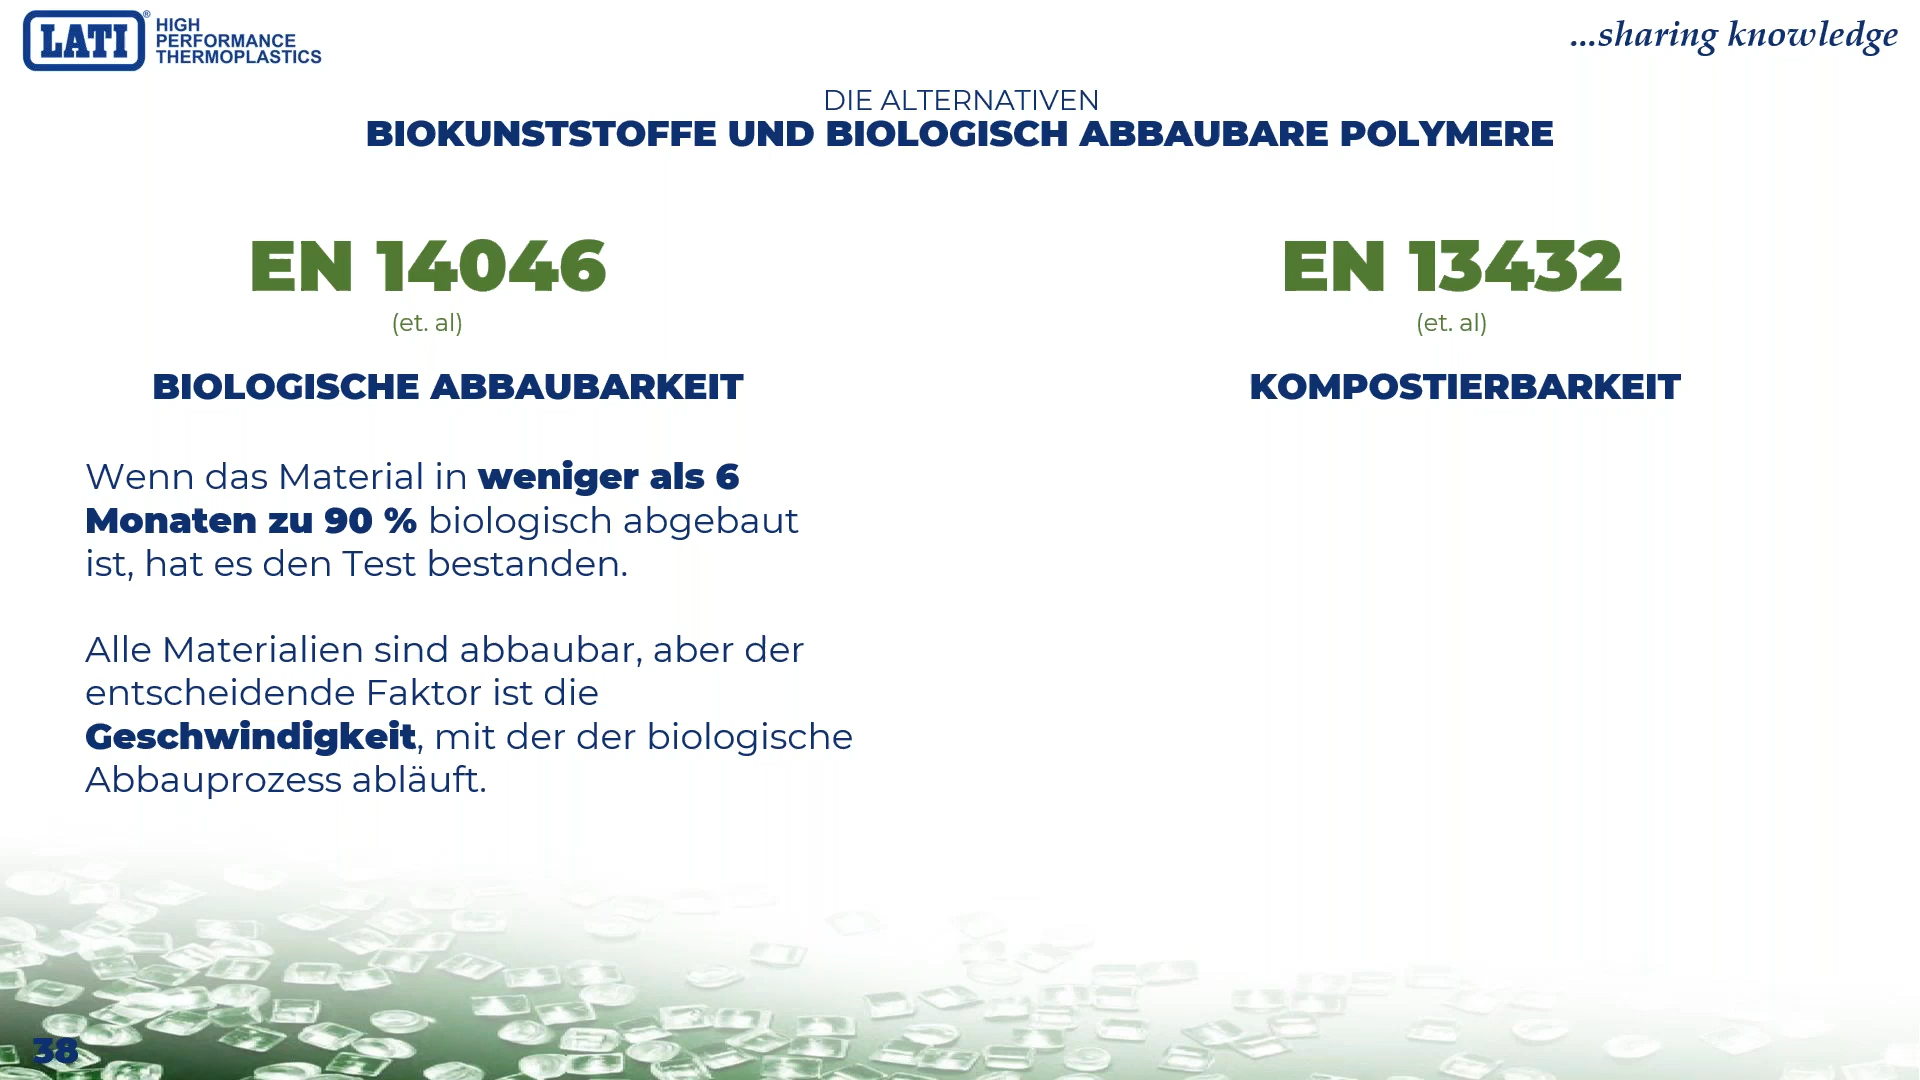 LATI®
HIGH
PERFORMANCE
THERMOPLASTICS
...sharing knowledge
DIE ALTERNATIVEN
BIOKUNSTSTOFFE UND BIOLOGISCH ABBAUBARE POLYMERE
EN 14046
(et. al)
BIOLOGISCHE ABBAUBARKEIT
Wenn das Material in weniger als 6
Monaten zu 90 % biologisch abgebaut
ist, hat es den Test bestanden.
Alle Materialien sind abbaubar, aber der
entscheidende Faktor ist die
Geschwindigkeit, mit der der biologische
Abbauprozess abläuft.
EN 13432
(et. al)
KOMPOSTIERBARKEIT
38